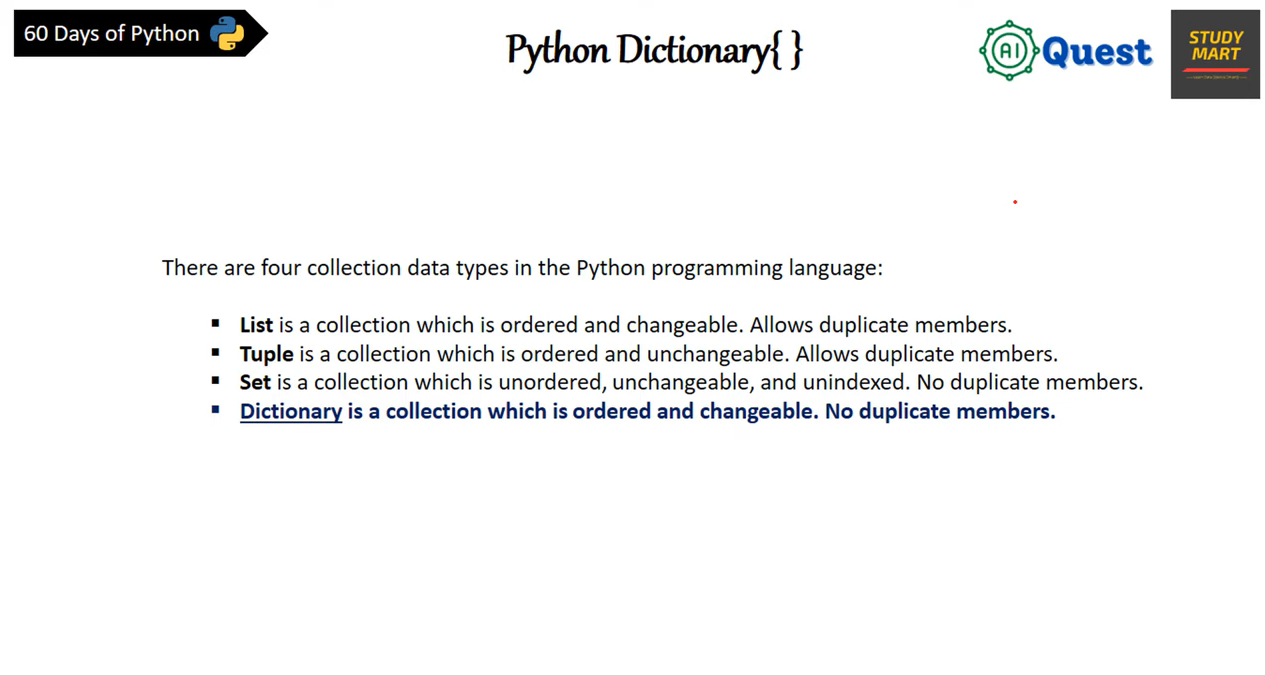 60 Days of Python
Python Dictionary{ }
AI Quest
STUDY
MART
There are four collection data types in the Python programming language:
▪ List is a collection which is ordered and changeable. Allows duplicate members.
▪ Tuple is a collection which is ordered and unchangeable. Allows duplicate members.
▪ Set is a collection which is unordered, unchangeable, and unindexed. No duplicate members.
▪ Dictionary is a collection which is ordered and changeable. No duplicate members.